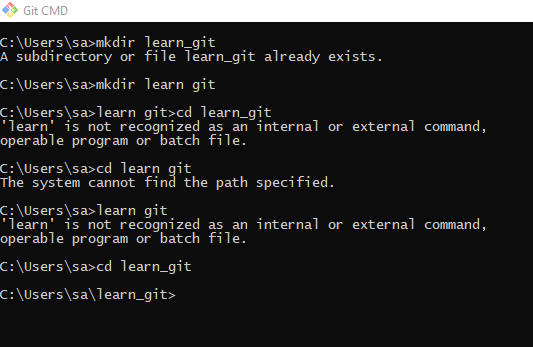 Git CMD
C:\Users\sa>mkdir learn_git
A subdirectory or file learn_git already exists.
C:\Users\sa>mkdir learn git
C:\Users\sa>learn git>cd learn_git
'learn' is not recognized as an internal or external command,
operable program or batch file.
C:\Users\sa>cd learn git
The system cannot find the path specified.
C:\Users\sa>learn git
'learn' is not recognized as an internal or external command,
operable program or batch file.
C:\Users\sa>cd learn_git
C:\Users\sa\learn_git>